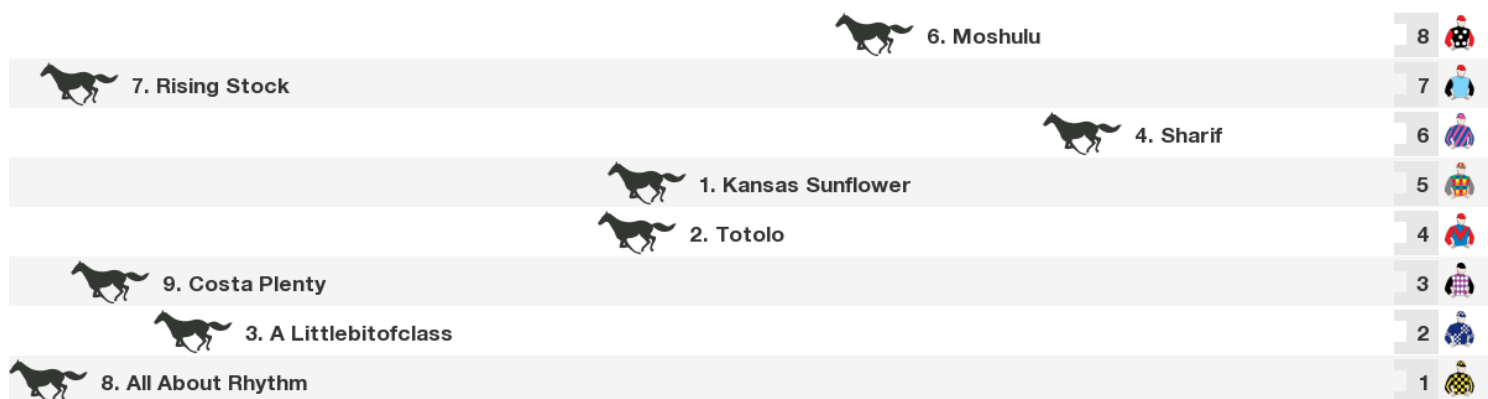 6. Moshulu 8
7. Rising Stock 7
4. Sharif 6
1. Kansas Sunflower 5
2. Totolo 4
9. Costa Plenty 3
3. A Littlebitofclass 2
8. All About Rhythm 1